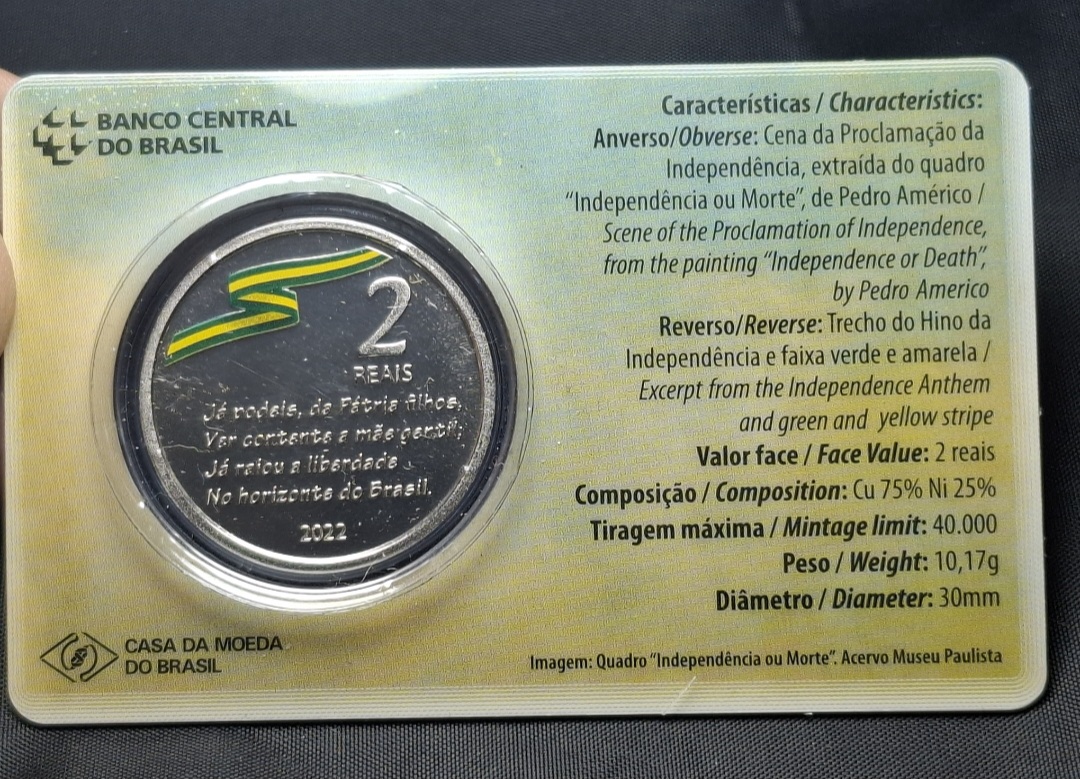 BANCO CENTRAL
DO BRASIL
2
REAIS
Já podeis, da Pátria filhos,
Ver contente a mãe gentil;
Já raiou a liberdade
No horizonte do Brasil.
2022
CASA DA MOEDA
DO BRASIL
Características / Characteristics:
Anverso/Obverse: Cena da Proclamação da
Independência, extraída do quadro
“Independência ou Morte”, de Pedro Américo /
Scene of the Proclamation of Independence,
from the painting “Independence or Death”,
by Pedro Americo
Reverso/Reverse: Trecho do Hino da
Independência e faixa verde e amarela /
Excerpt from the Independence Anthem
and green and yellow stripe
Valor face / Face Value: 2 reais
Composição / Composition: Cu 75% Ni 25%
Tiragem máxima / Mintage limit: 40.000
Peso / Weight: 10,17g
Diâmetro / Diameter: 30mm
Imagem: Quadro “Independência ou Morte”. Acervo Museu Paulista